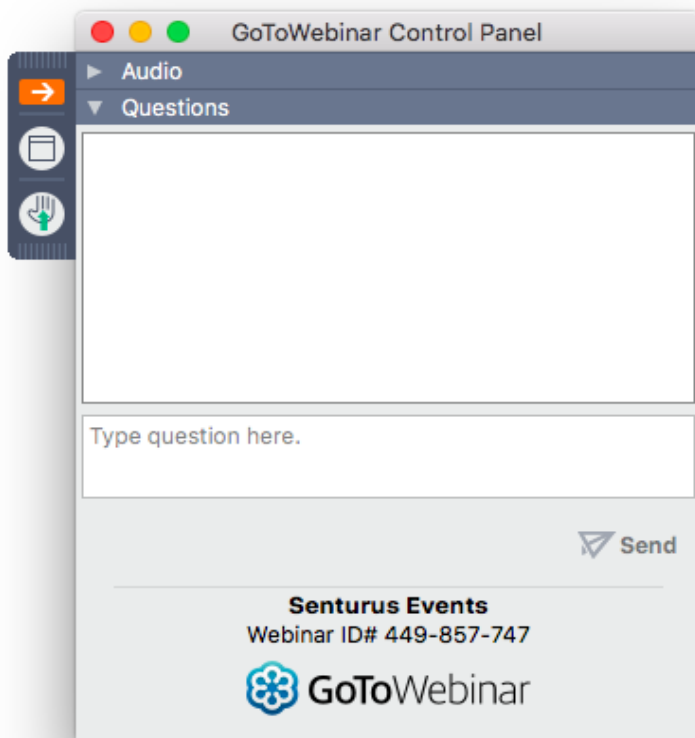 GoToWebinar Control Panel
Audio
Questions
Type question here.
Send
Senturus Events
Webinar ID# 449-857-747
GoToWebinar